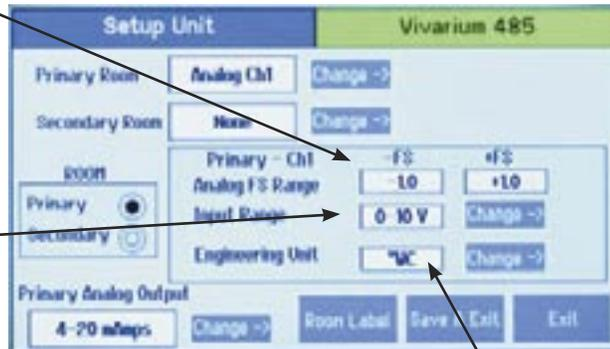 Setup Unit Vivarium 485
Primary Room Analog Ch1 Change ->
Secondary Room None Change ->
Primary - Ch1 -FS +FS
ROOM Analog FS Range -1.0 +1.0
Primary Input Range 0-10 V Change ->
Secondary Engineering Unit "WC Change ->
Primary Analog Output
4-20 mAmps Change -> Room Label Save & Exit Exit